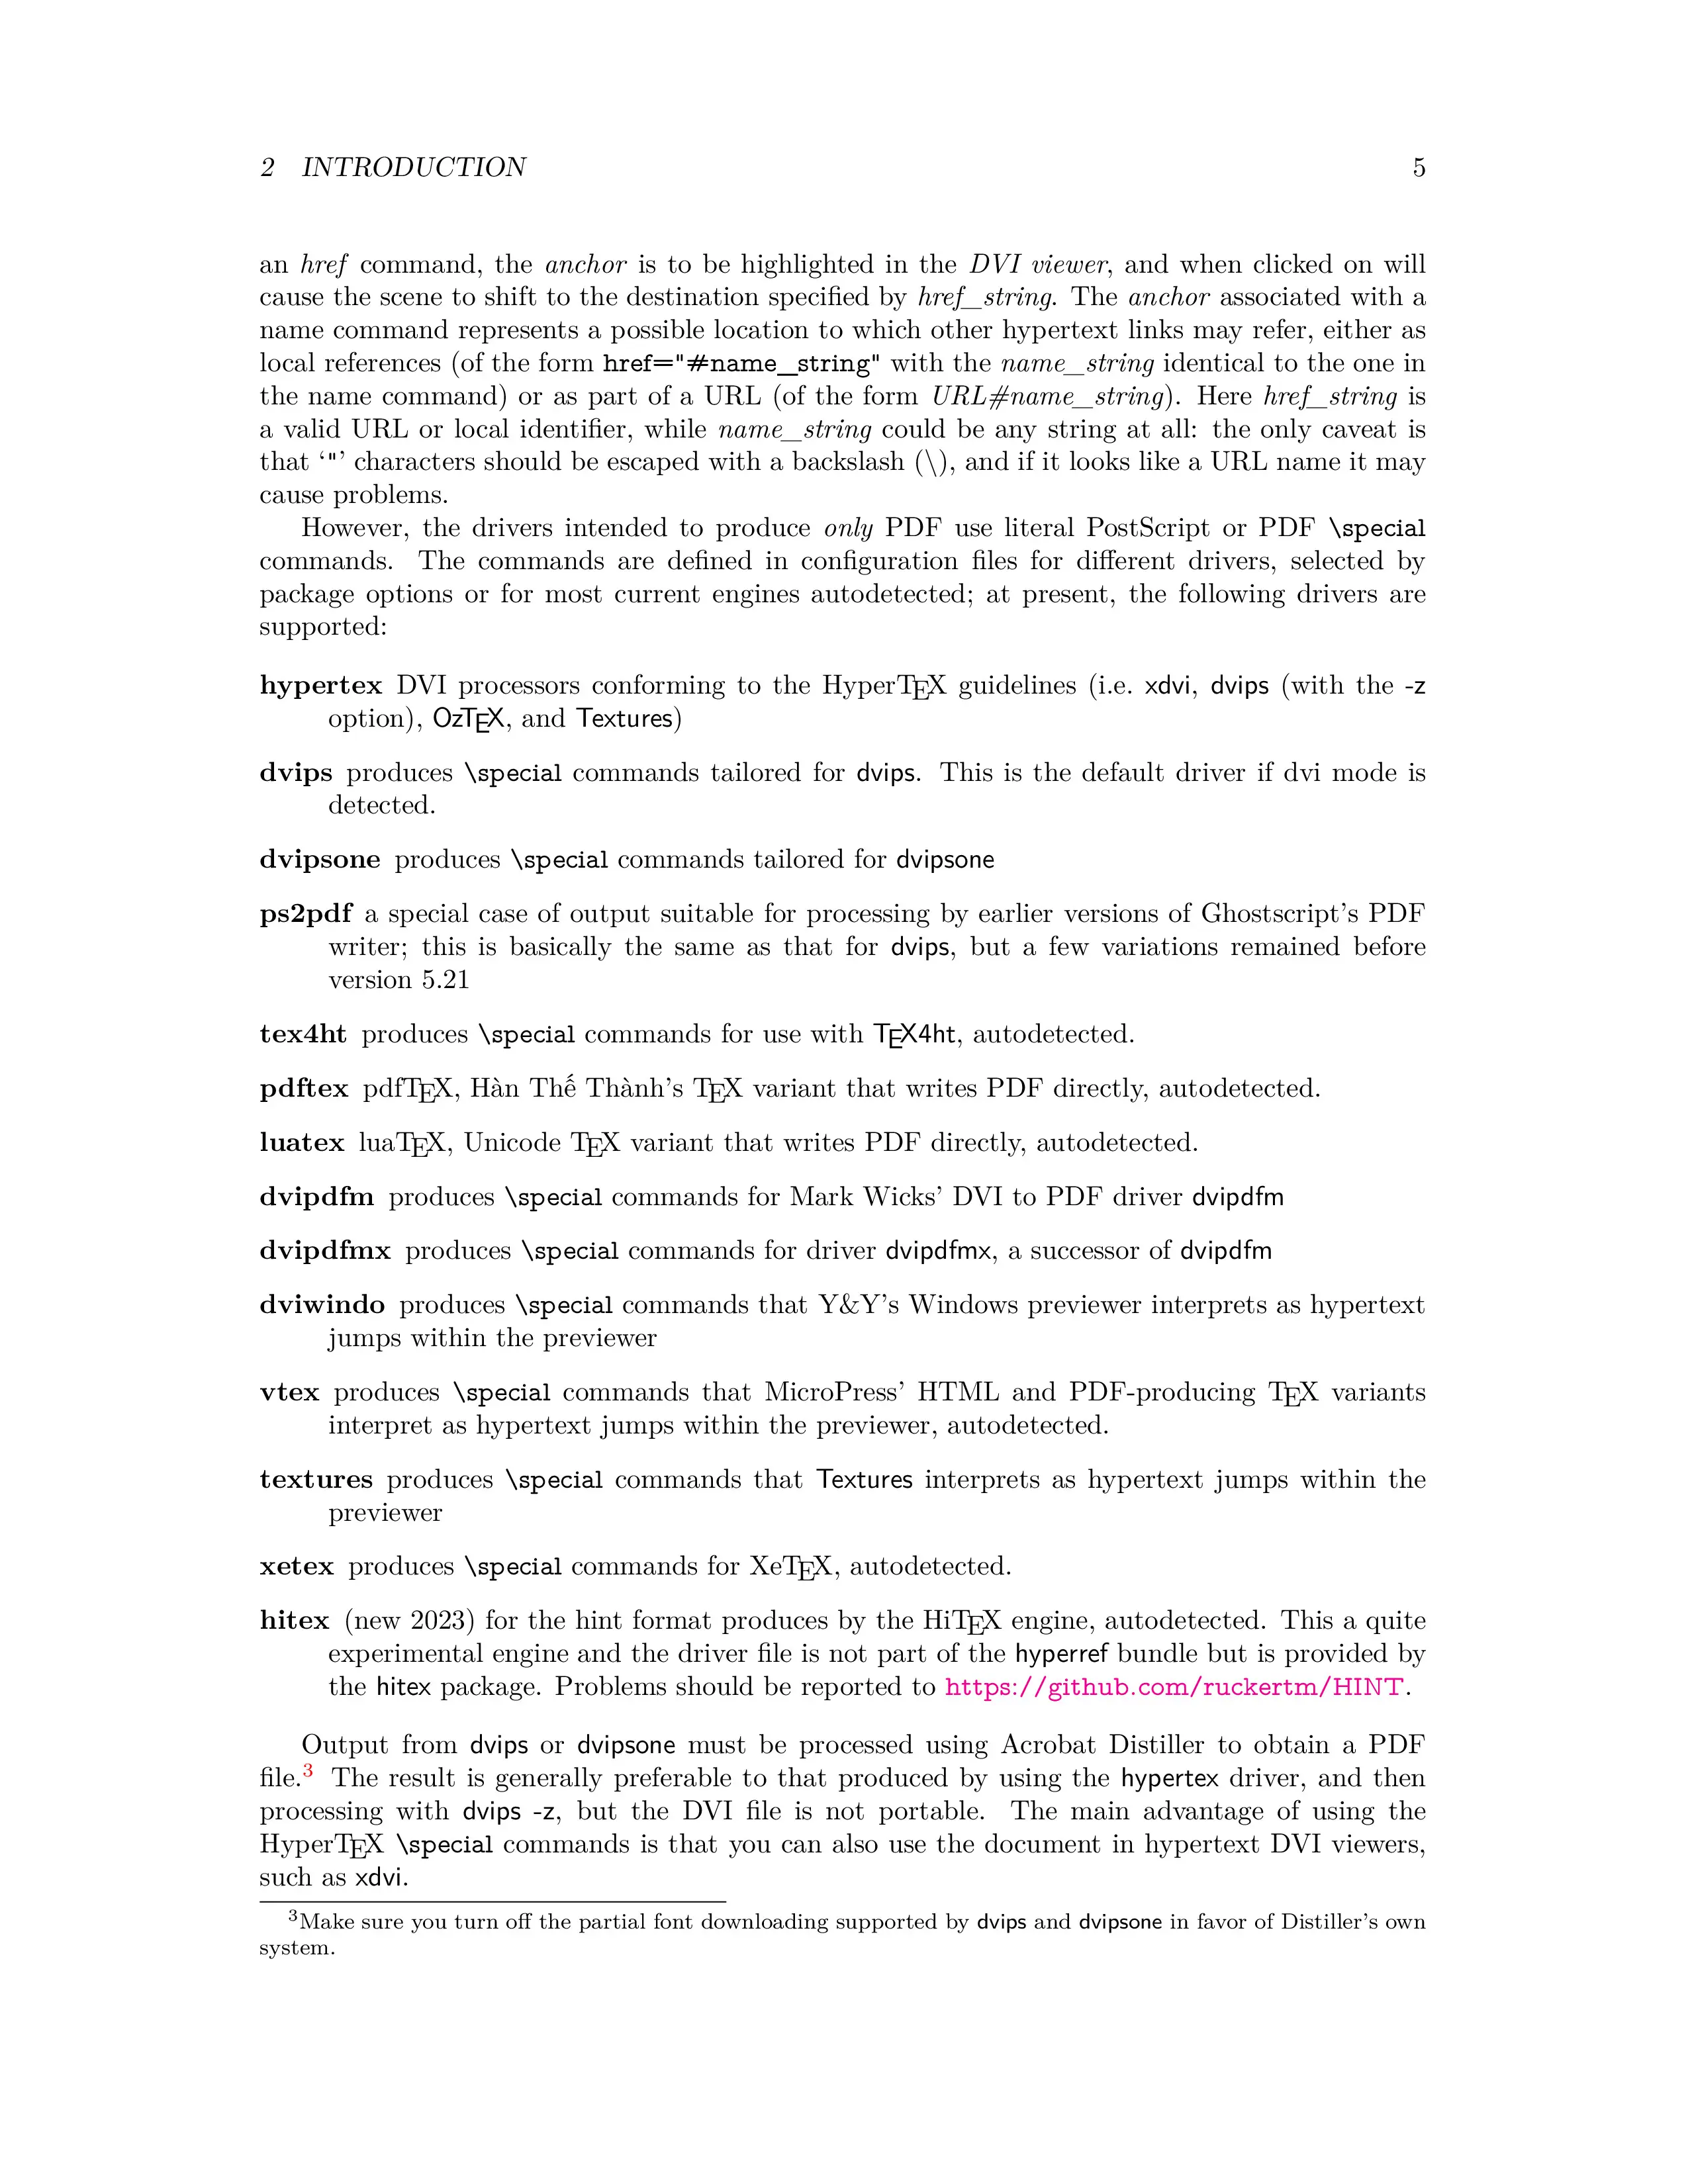 2 INTRODUCTION 5
an href command, the anchor is to be highlighted in the DVI viewer, and when clicked on will
cause the scene to shift to the destination specified by href_string. The anchor associated with a
name command represents a possible location to which other hypertext links may refer, either as
local references (of the form href="#name_string" with the name_string identical to the one in
the name command) or as part of a URL (of the form URL#name_string). Here href_string is
a valid URL or local identifier, while name_string could be any string at all: the only caveat is
that ‘"’ characters should be escaped with a backslash (\), and if it looks like a URL name it may
cause problems.
However, the drivers intended to produce only PDF use literal PostScript or PDF \special
commands. The commands are defined in configuration files for different drivers, selected by
package options or for most current engines autodetected; at present, the following drivers are
supported:
hypertex DVI processors conforming to the HyperTEX guidelines (i.e. xdvi, dvips (with the -z
option), OzTEX, and Textures)
dvips produces \special commands tailored for dvips. This is the default driver if dvi mode is
detected.
dvipsone produces \special commands tailored for dvipsone
ps2pdf a special case of output suitable for processing by earlier versions of Ghostscript’s PDF
writer; this is basically the same as that for dvips, but a few variations remained before
version 5.21
tex4ht produces \special commands for use with TEX4ht, autodetected.
pdftex pdfTEX, Hàn Thế Thành’s TEX variant that writes PDF directly, autodetected.
luatex luaTEX, Unicode TEX variant that writes PDF directly, autodetected.
dvipdfm produces \special commands for Mark Wicks’ DVI to PDF driver dvipdfm
dvipdfmx produces \special commands for driver dvipdfmx, a successor of dvipdfm
dviwindo produces \special commands that Y&Y’s Windows previewer interprets as hypertext
jumps within the previewer
vtex produces \special commands that MicroPress’ HTML and PDF-producing TEX variants
interpret as hypertext jumps within the previewer, autodetected.
textures produces \special commands that Textures interprets as hypertext jumps within the
previewer
xetex produces \special commands for XeTEX, autodetected.
hitex (new 2023) for the hint format produces by the HiTEX engine, autodetected. This a quite
experimental engine and the driver file is not part of the hyperref bundle but is provided by
the hitex package. Problems should be reported to https://github.com/ruckertm/HINT.
Output from dvips or dvipsone must be processed using Acrobat Distiller to obtain a PDF
file.3 The result is generally preferable to that produced by using the hypertex driver, and then
processing with dvips -z, but the DVI file is not portable. The main advantage of using the
HyperTEX \special commands is that you can also use the document in hypertext DVI viewers,
such as xdvi.
3Make sure you turn off the partial font downloading supported by dvips and dvipsone in favor of Distiller’s own
system.